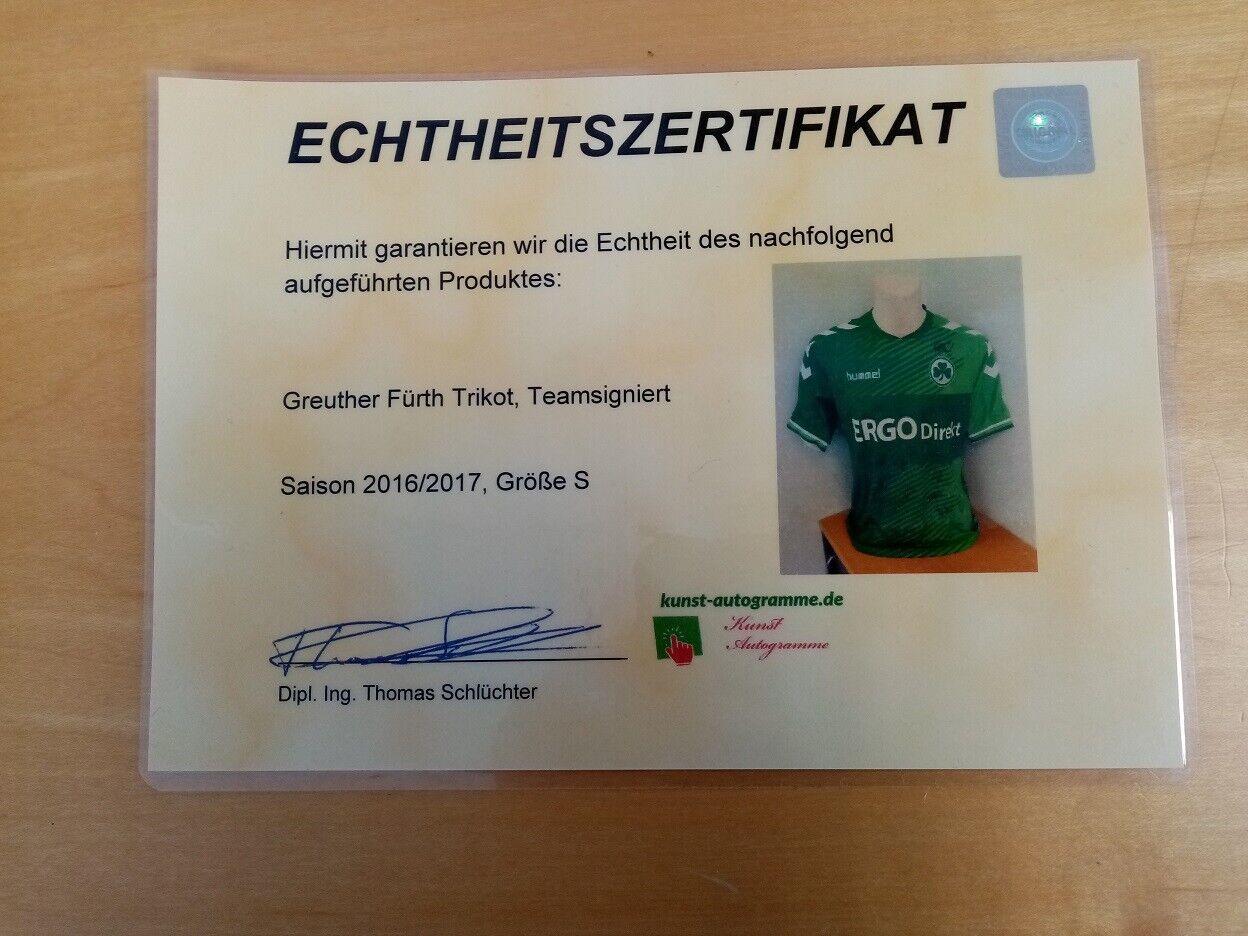 ECHTHEITSZERTIFIKAT
Hiermit garantieren wir die Echtheit des nachfolgend
aufgeführten Produktes:
hummel
ERGO Direkt
Greuther Fürth Trikot, Teamsigniert
Saison 2016/2017, Größe S
kunst-autogramme.de
Kunst
Autogramme
Dipl. Ing. Thomas Schlüchter